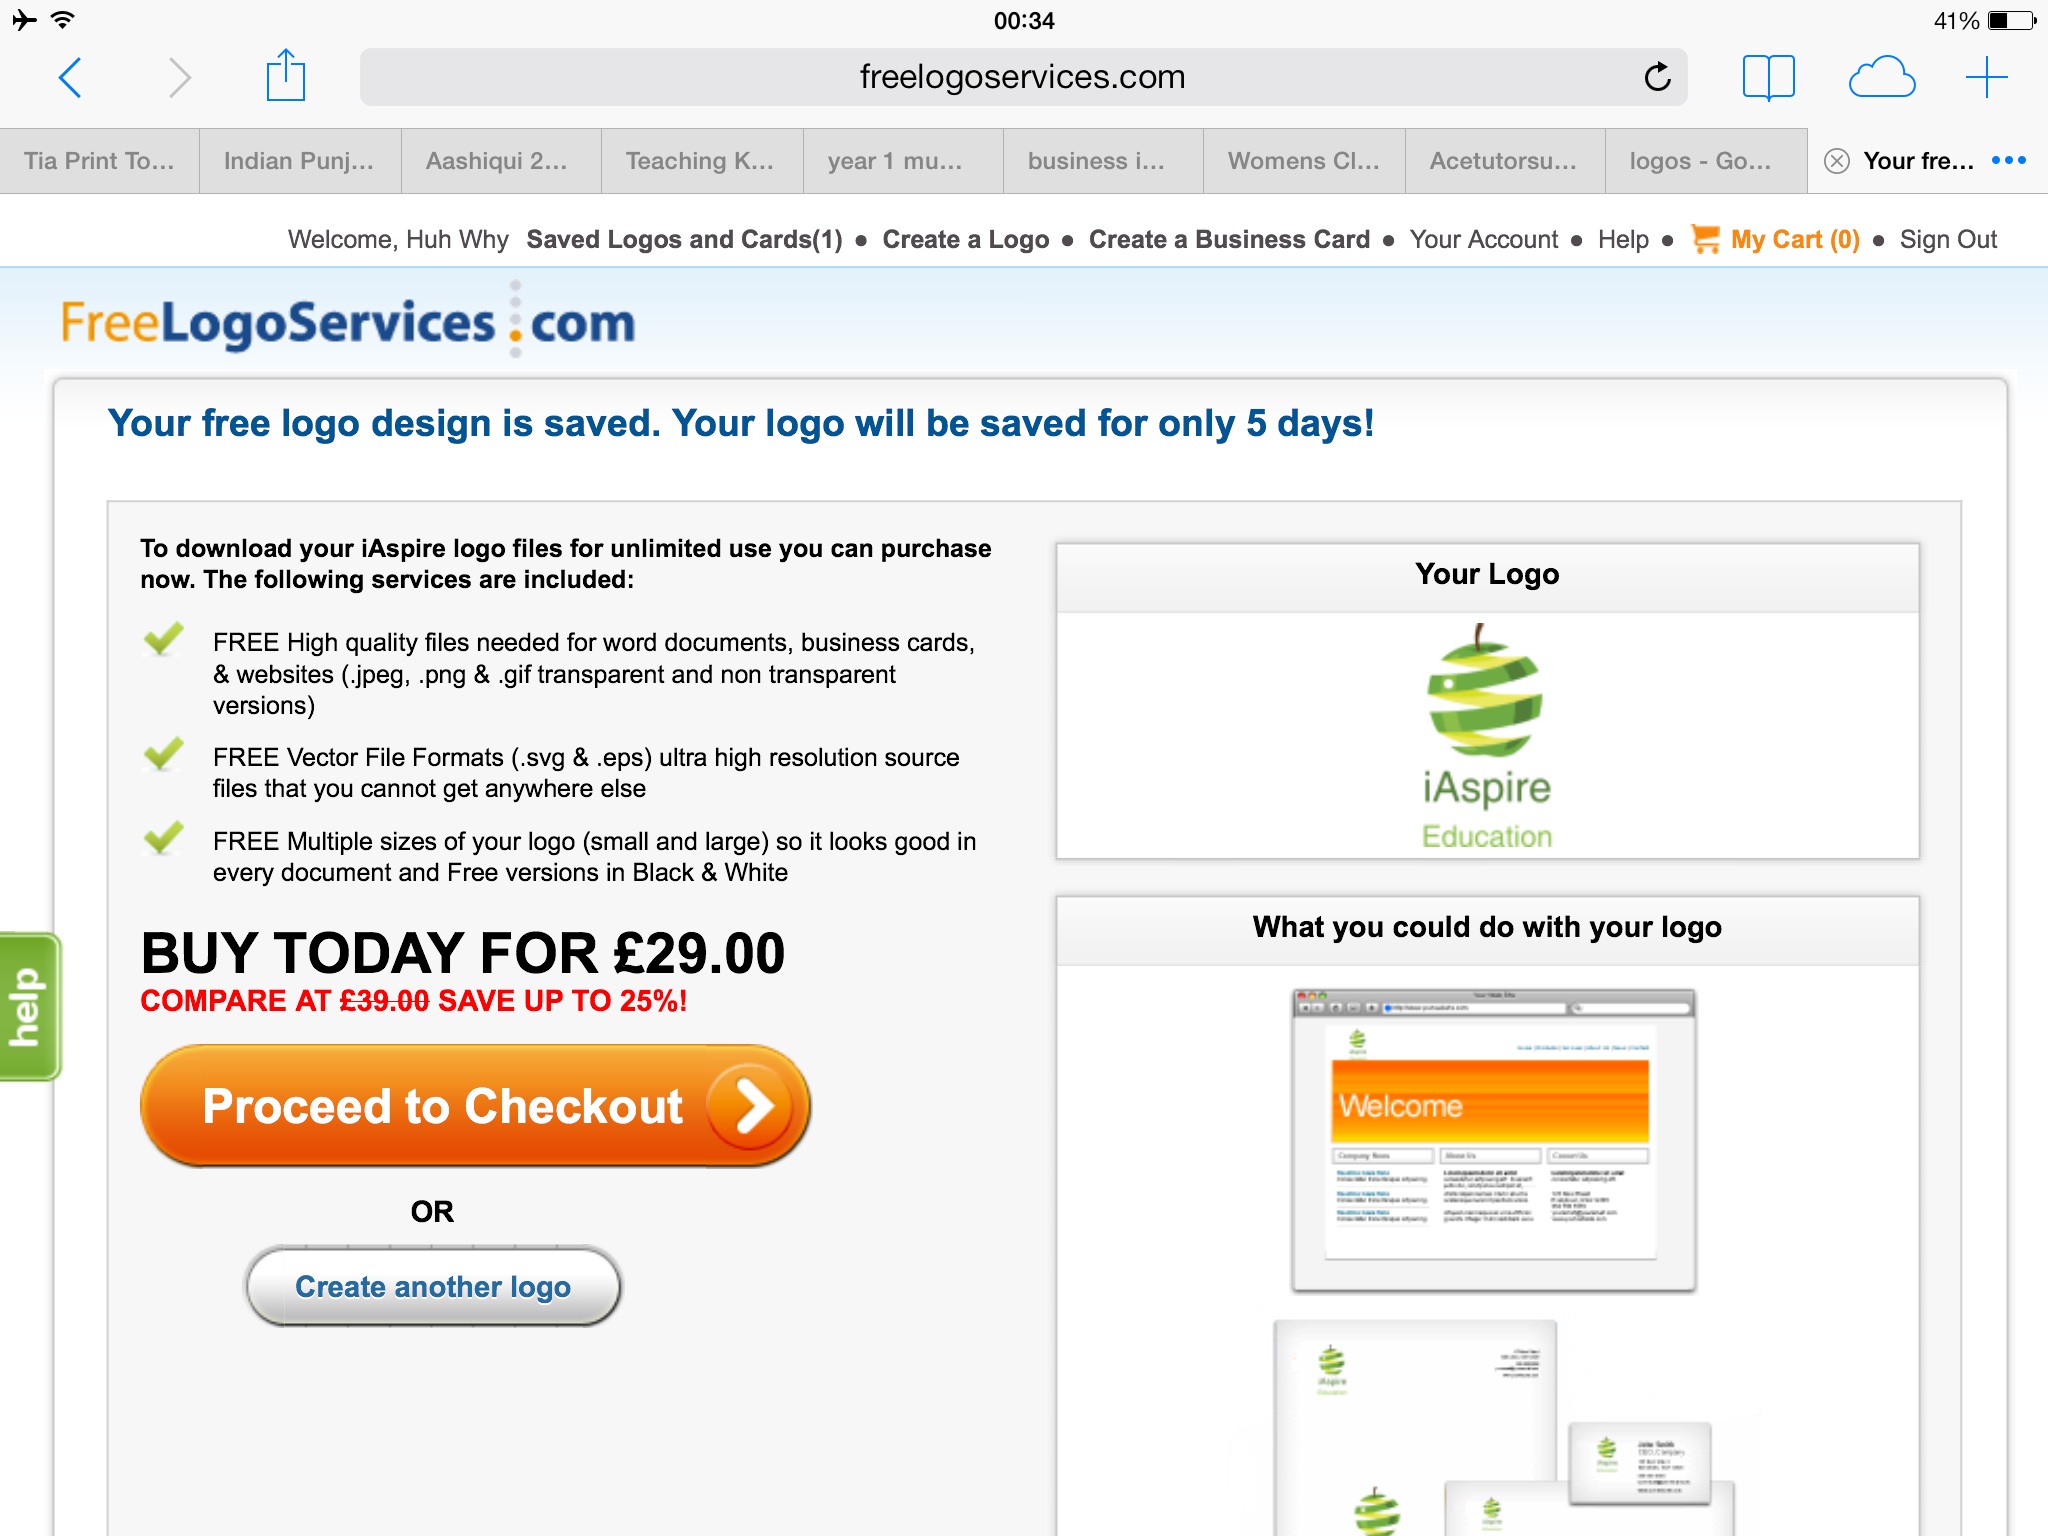 00:34
41%
freelogoservices.com
Tia Print To...
Indian Punj...
Aashiqui 2...
Teaching K...
year 1 mu...
business i...
Womens Cl...
Acetutorsu...
logos - Go...
Your fre...
Welcome, Huh Why Saved Logos and Cards(1) ● Create a Logo ● Create a Business Card ● Your Account ● Help ● My Cart (0) ● Sign Out
FreeLogoServices.com
Your free logo design is saved. Your logo will be saved for only 5 days!
To download your iAspire logo files for unlimited use you can purchase
now. The following services are included:
FREE High quality files needed for word documents, business cards,
& websites (.jpeg, .png & .gif transparent and non transparent
versions)
FREE Vector File Formats (.svg & .eps) ultra high resolution source
files that you cannot get anywhere else
FREE Multiple sizes of your logo (small and large) so it looks good in
every document and Free versions in Black & White
BUY TODAY FOR £29.00
COMPARE AT £39.00 SAVE UP TO 25%!
Proceed to Checkout
OR
Create another logo
help
Your Logo
iAspire
Education
What you could do with your logo
Welcome
Company News
About Us
Contact Us
iAspire
Education